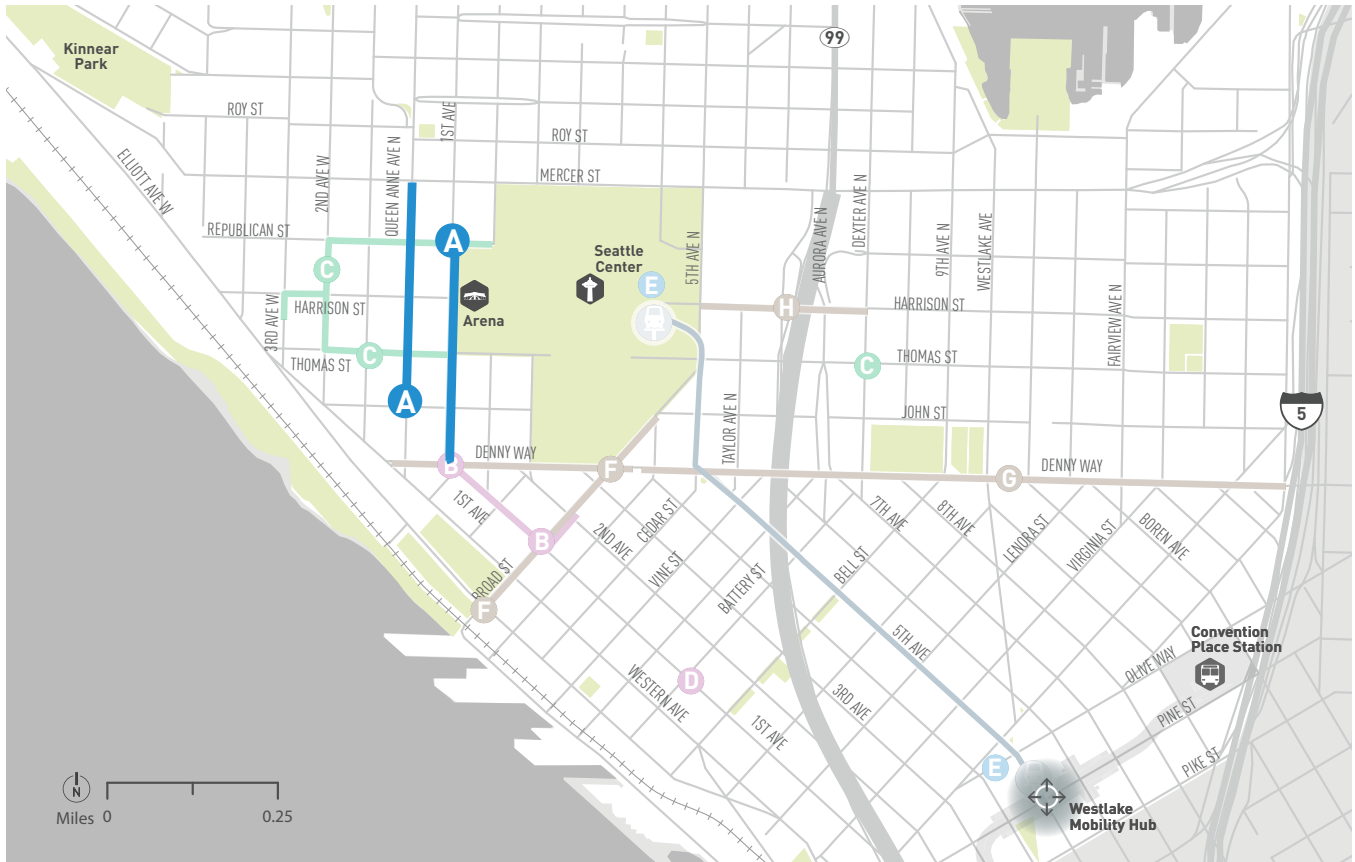 99
Kinnear
Park
ROY ST
1ST AVE
ROY ST
ELLIOTT AVE W
2ND AVE W
QUEEN ANNE AVE N
MERCER ST
REPUBLICAN ST
A
Seattle
Center
5TH AVE N
AURORA AVE N
DEXTER AVE N
9TH AVE N
WESTLAKE AVE
C
E
3RD AVE W
HARRISON ST
Arena
H
HARRISON ST
FAIRVIEW AVE N
THOMAS ST
C
C
THOMAS ST
A
JOHN ST
5
TAYLOR AVE N
B
DENNY WAY
F
G
DENNY WAY
1ST AVE
B
2ND AVE
CEDAR ST
VINE ST
BATTERY ST
BELL ST
7TH AVE
8TH AVE
LENORA ST
VIRGINIA ST
BOREN AVE
BROAD ST
F
5TH AVE
Convention
Place Station
OLIVE WAY
D
WESTERN AVE
3RD AVE
1ST AVE
PINE ST
PIKE ST
E
Westlake
Mobility Hub
N
Miles 0 0.25